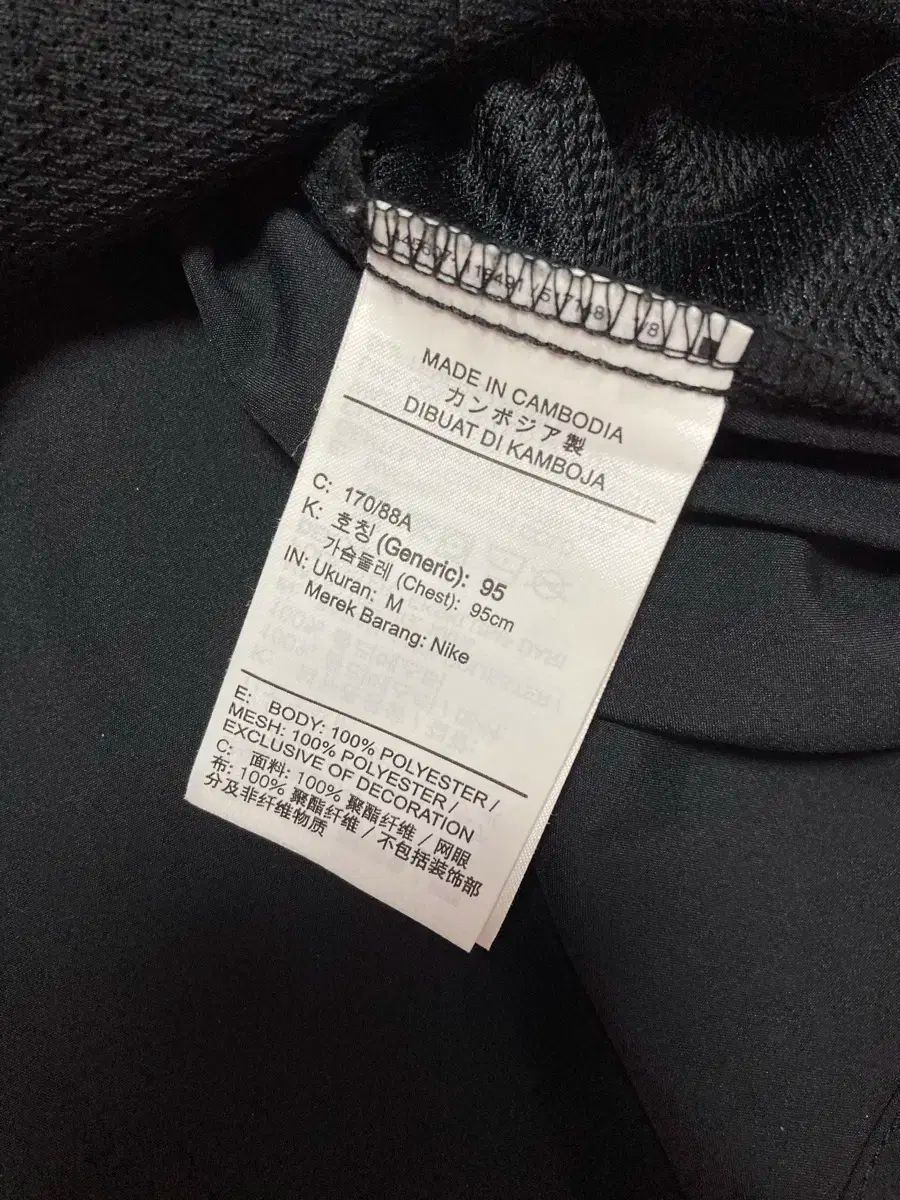 MADE IN CAMBODIA
カンボジア製
DIBUAT DI KAMBOJA
C: 170/88A
K: 호칭 (Generic): 95
가슴둘레 (Chest): 95cm
IN: Ukuran: M
Merek Barang: Nike
E: BODY: 100% POLYESTER /
MESH: 100% POLYESTER /
EXCLUSIVE OF DECORATION
C: 面料: 100% 聚酯纤维 / 网眼
布: 100% 聚酯纤维 / 不包括装饰部
分及非纤维物质